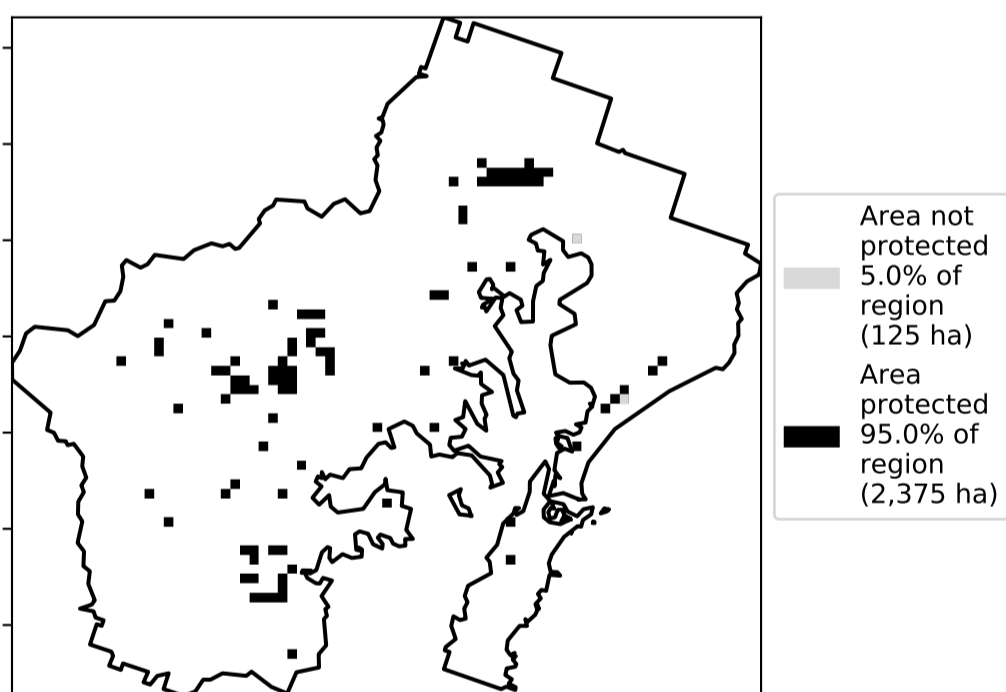 Area not
protected
5.0% of
region
(125 ha)
Area
protected
95.0% of
region
(2,375 ha)